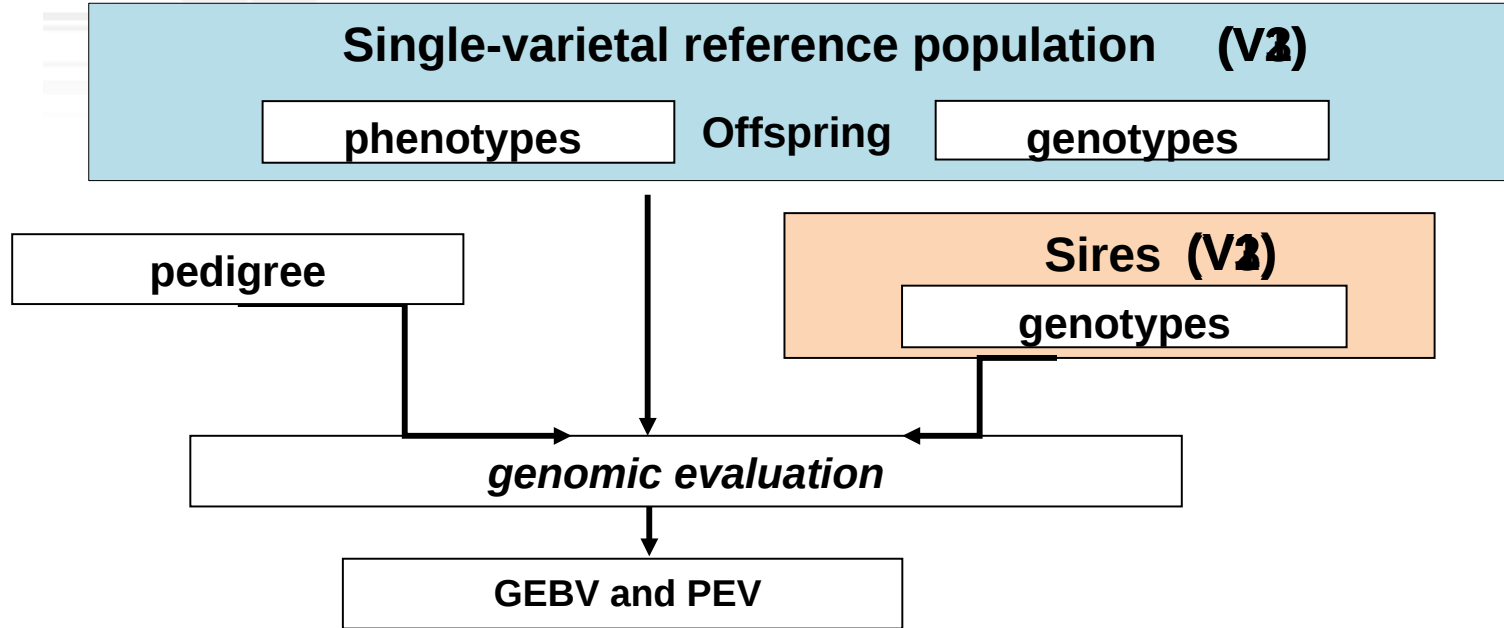 Single-varietal reference population
phenotypes Offspring genotypes
pedigree
Sires
genotypes
genomic evaluation
GEBV and PEV